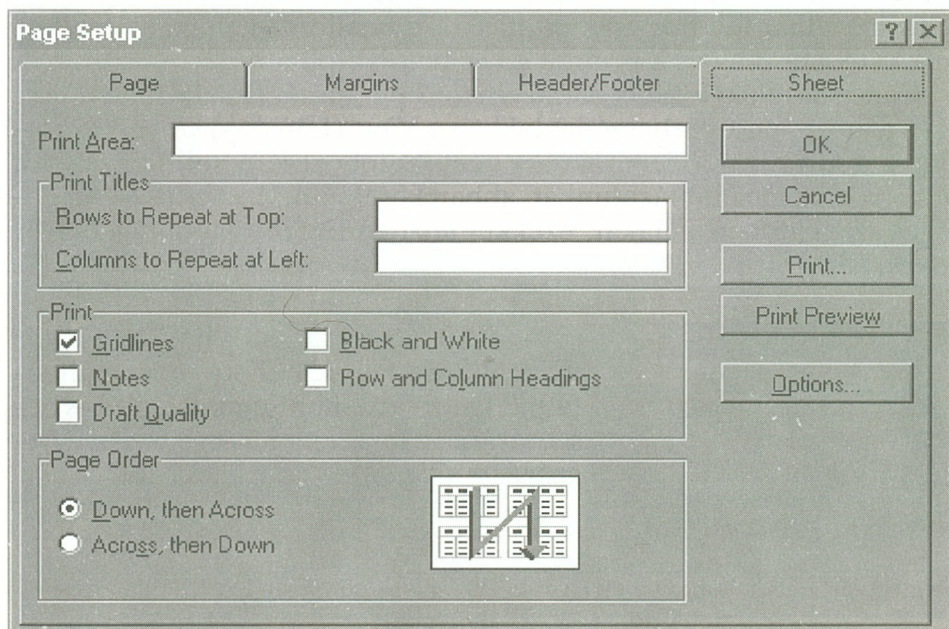 Page Setup
Page Margins Header/Footer Sheet
Print Area:
OK
Print Titles
Cancel
Rows to Repeat at Top:
Columns to Repeat at Left:
Print...
Print
Print Preview
Gridlines Black and White
Notes Row and Column Headings
Options...
Draft Quality
Page Order
Down, then Across
Across, then Down